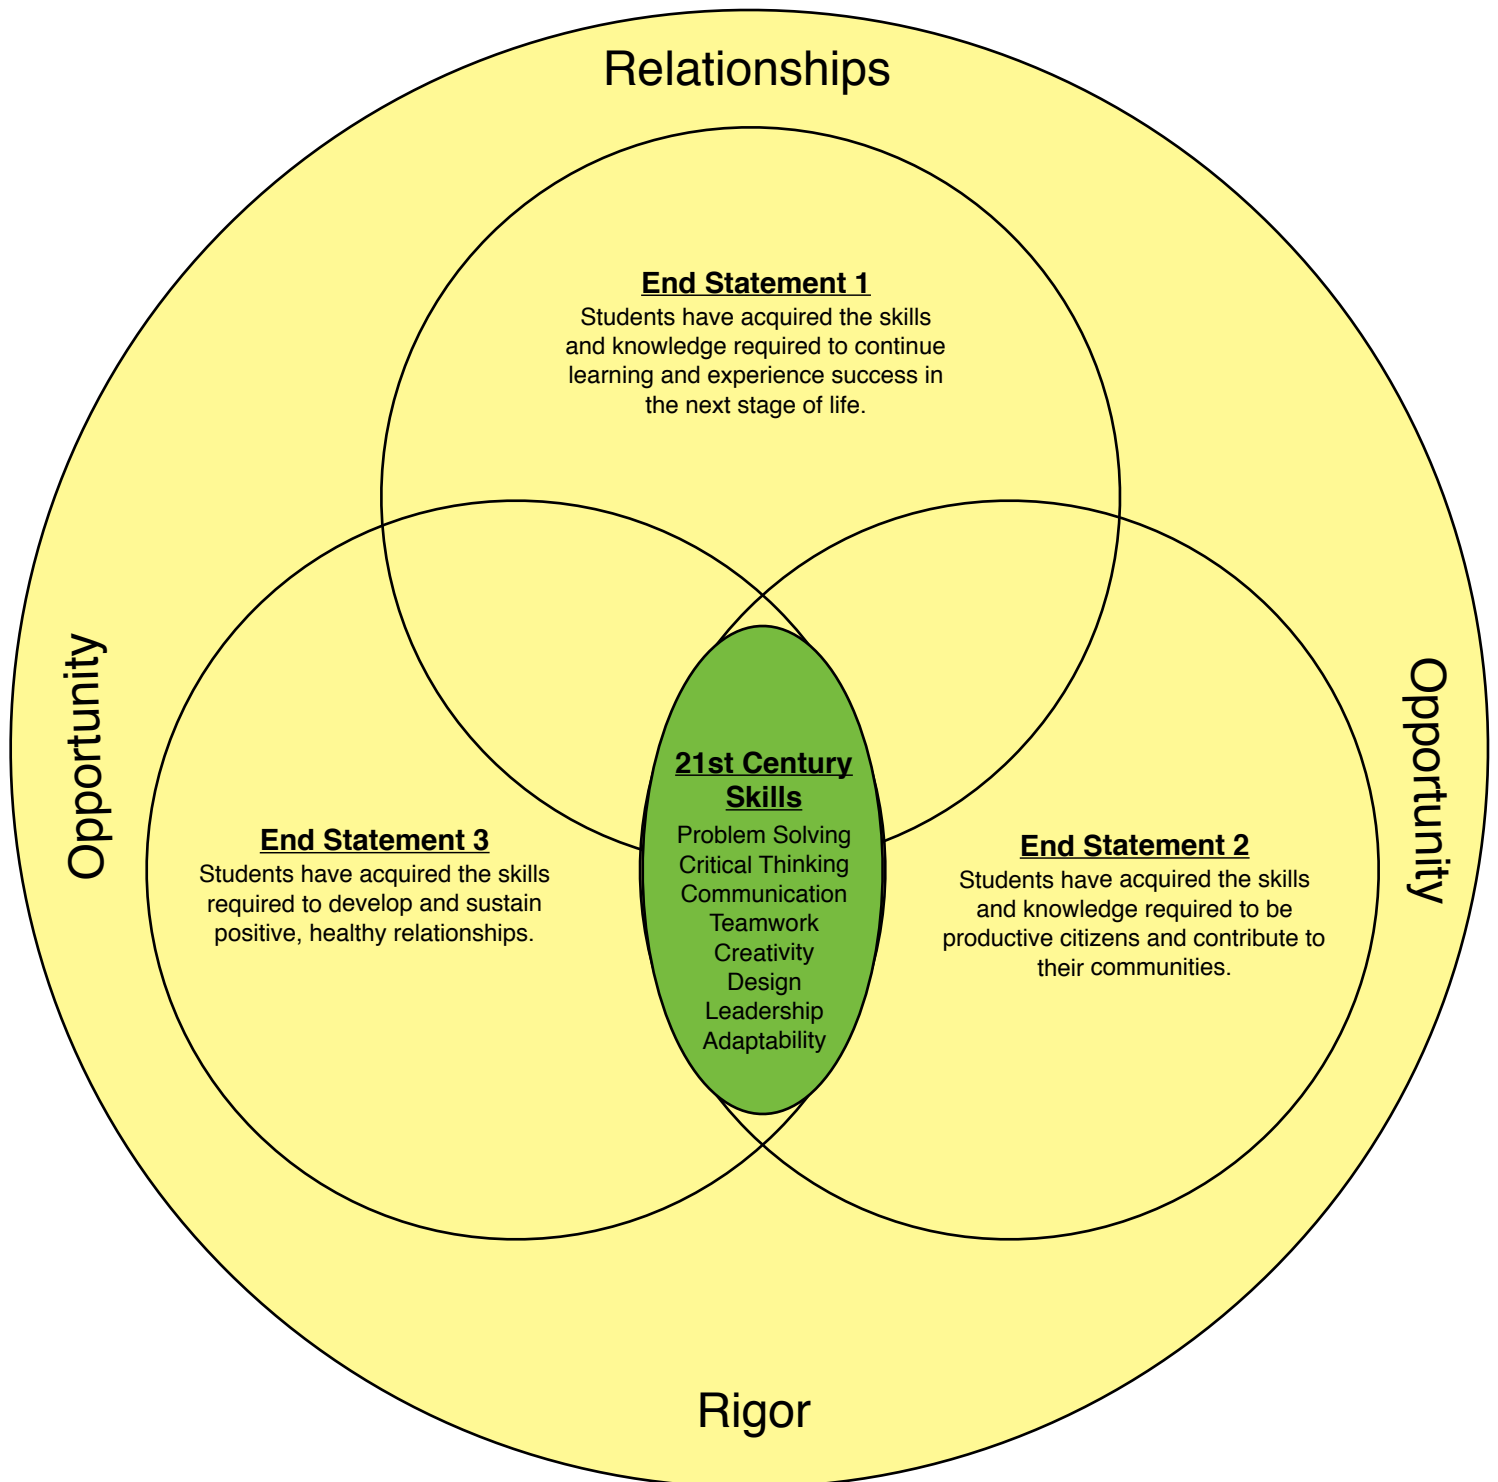 Relationships
End Statement 1
Students have acquired the skills
and knowledge required to continue
learning and experience success in
the next stage of life.
Opportunity
Opportunity
21st Century
Skills
Problem Solving
Critical Thinking
Communication
Teamwork
Creativity
Design
Leadership
Adaptability
End Statement 3
Students have acquired the skills
required to develop and sustain
positive, healthy relationships.
End Statement 2
Students have acquired the skills
and knowledge required to be
productive citizens and contribute to
their communities.
Rigor